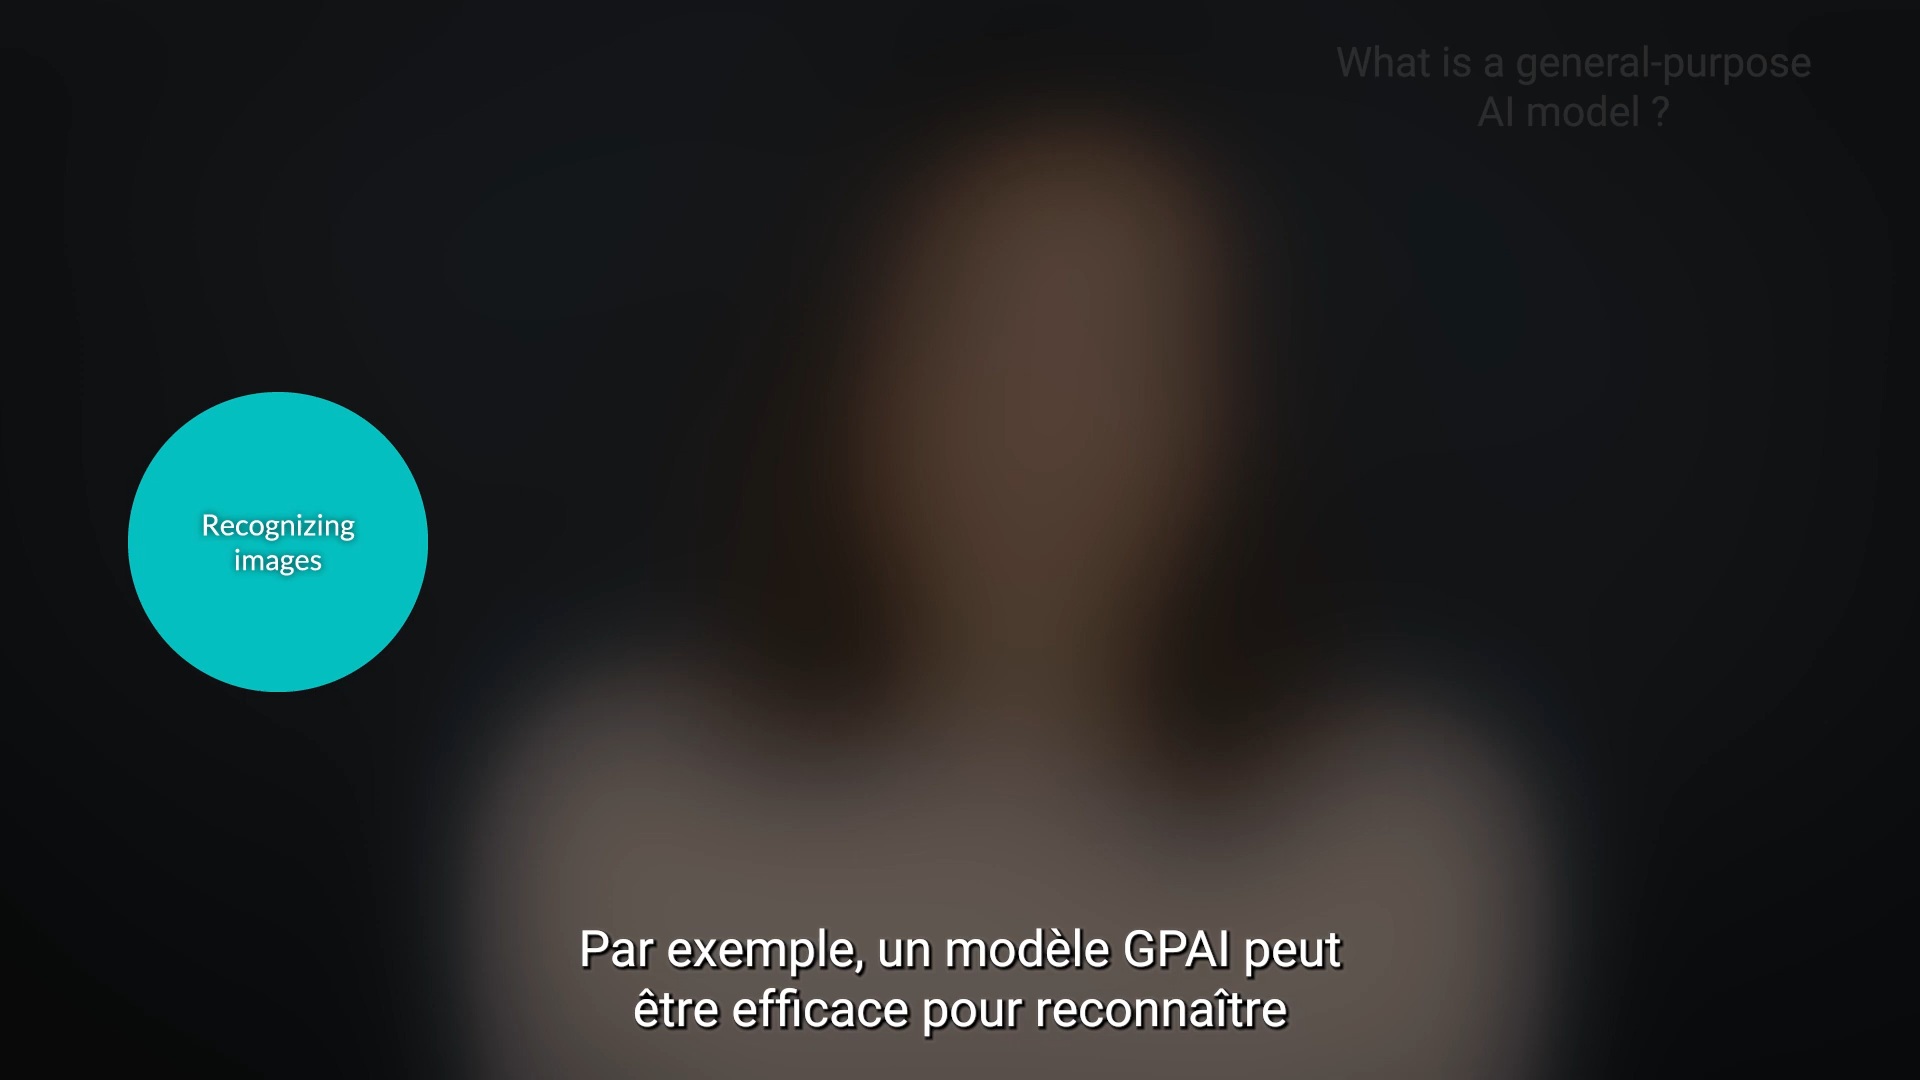 What is a general-purpose
AI model ?
Recognizing
images
Par exemple, un modèle GPAI peut
être efficace pour reconnaître